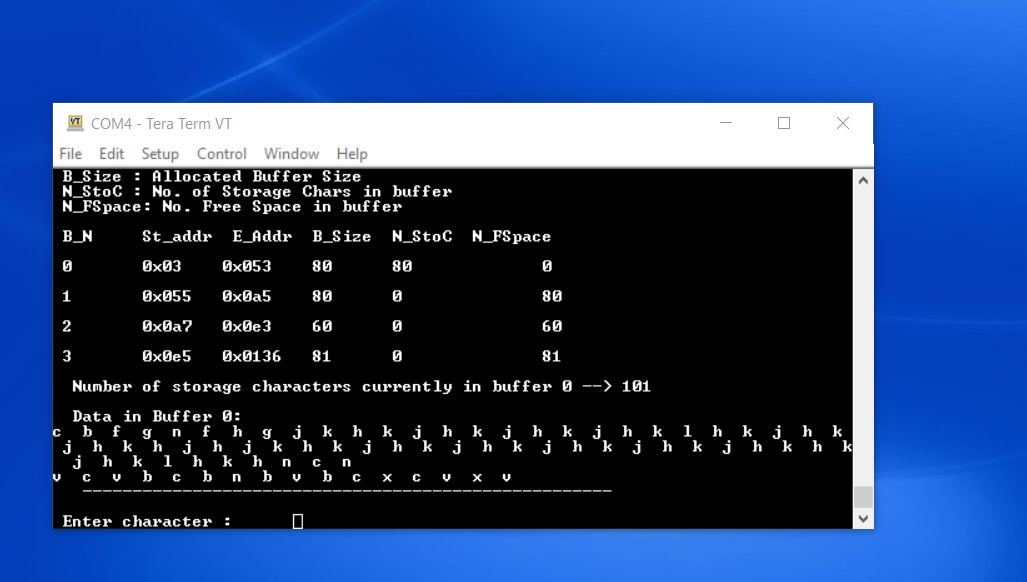 COM4 - Tera Term VT
File Edit Setup Control Window Help
B_Size : Allocated Buffer Size
N_StoC : No. of Storage Chars in buffer
N_FSpace: No. Free Space in buffer
B_N St_addr E_Addr B_Size N_StoC N_FSpace
0 0x03 0x053 80 80 0
1 0x055 0x0a5 80 0 80
2 0x0a7 0x0e3 60 0 60
3 0x0e5 0x0136 81 0 81
Number of storage characters currently in buffer 0 --> 101
Data in Buffer 0:
c b f g n f h g j k h k j h k j h k j h k l h k j h k
j h k h j h j k h k j h k j h k j h k j h k j h k h k
j h k l h k h n c n
v c v b c b n b v b c x c v x v
-----------------------------------------------------
Enter character :